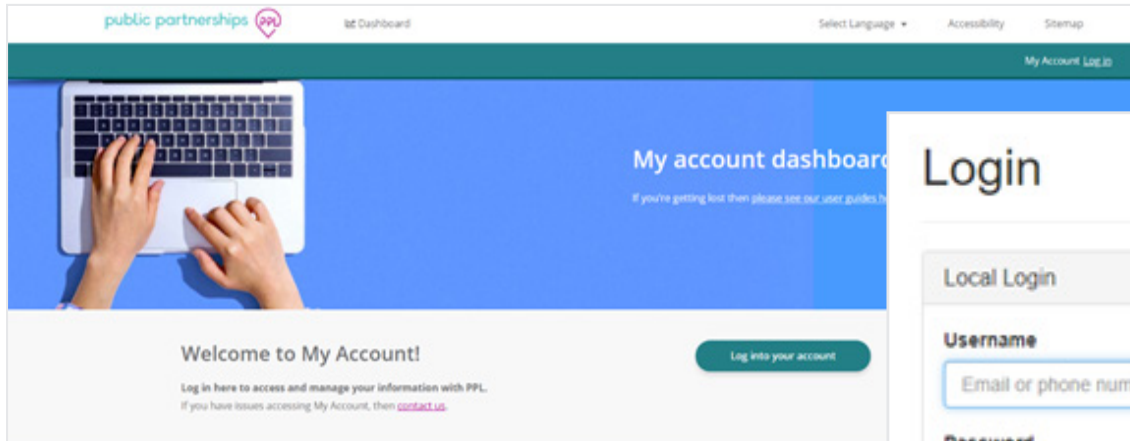 public partnerships PPL
Dashboard
Select Language
Accessibility
Sitemap
My Account Log in
My account dashboard
If you're getting lost then please see our user guides h
Login
Local Login
Username
Email or phone num
Password
Welcome to My Account!
Log into your account
Log in here to access and manage your information with PPL.
If you have issues accessing My Account, then contact us.